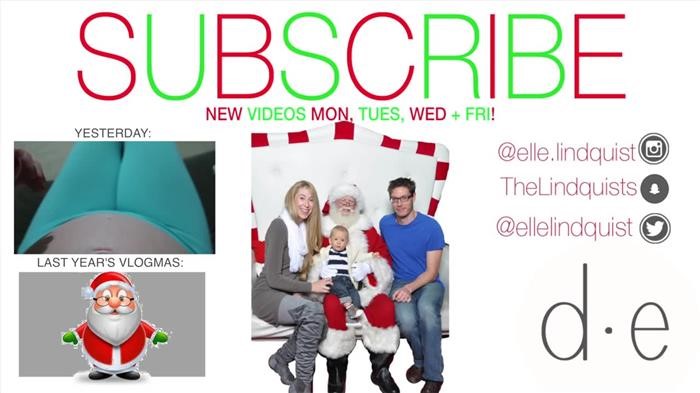 SUBSCRIBE
NEW VIDEOS MON, TUES, WED + FRI!
YESTERDAY:
LAST YEAR'S VLOGMAS:
@elle.lindquist
TheLindquists
@ellelindquist
d·e